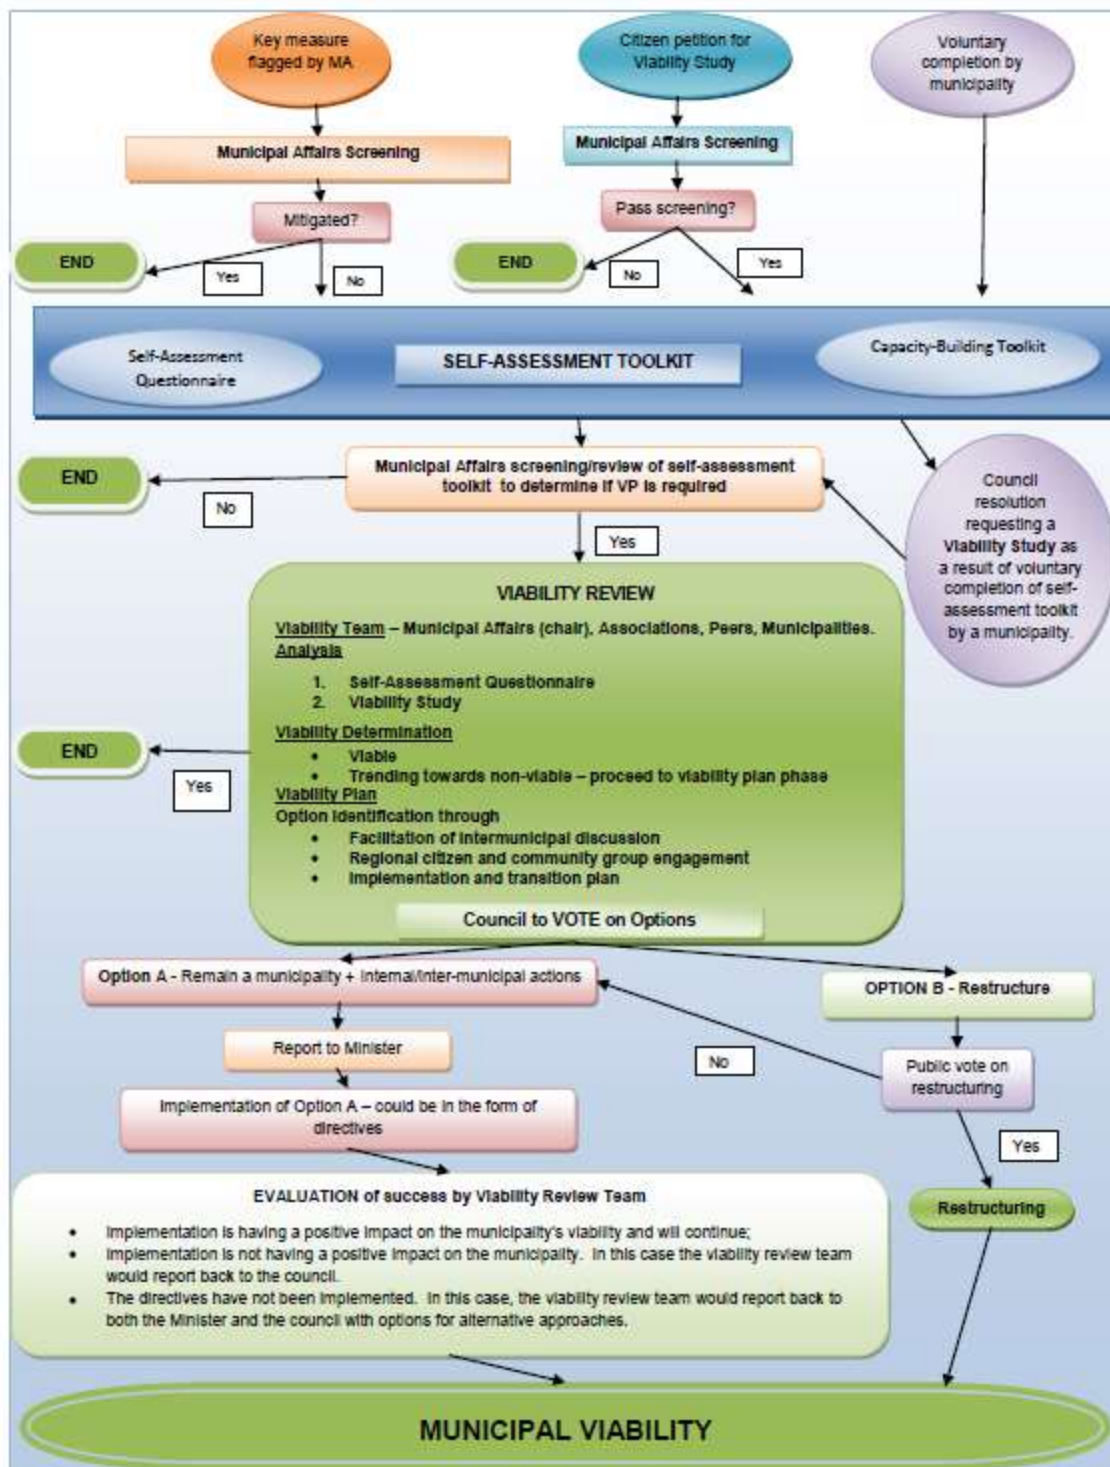 Key measure
flagged by MA
Citizen petition for
Viability Study
Voluntary
completion by
municipality
Municipal Affairs Screening
Municipal Affairs Screening
Mitigated?
Pass screening?
END
Yes
No
END
No
Yes
Self-Assessment
Questionnaire
SELF-ASSESSMENT TOOLKIT
Capacity-Building Toolkit
END
No
Municipal Affairs screening/review of self-assessment
toolkit to determine if VP is required
Yes
Council
resolution
requesting a
Viability Study as
a result of voluntary
completion of self-
assessment toolkit
by a municipality.
VIABILITY REVIEW
Viability Team – Municipal Affairs (chair), Associations, Peers, Municipalities.
Analysis
1. Self-Assessment Questionnaire
2. Viability Study
Viability Determination
• Viable
• Trending towards non-viable – proceed to viability plan phase
Viability Plan
Option Identification through
• Facilitation of intermunicipal discussion
• Regional citizen and community group engagement
• Implementation and transition plan
Council to VOTE on Options
END
Yes
Option A - Remain a municipality + internal/inter-municipal actions
OPTION B - Restructure
Report to Minister
No
Public vote on
restructuring
Implementation of Option A – could be in the form of
directives
Yes
EVALUATION of success by Viability Review Team
• Implementation is having a positive impact on the municipality's viability and will continue;
• Implementation is not having a positive impact on the municipality. In this case the viability review team
would report back to the council.
• The directives have not been implemented. In this case, the viability review team would report back to
both the Minister and the council with options for alternative approaches.
Restructuring
MUNICIPAL VIABILITY